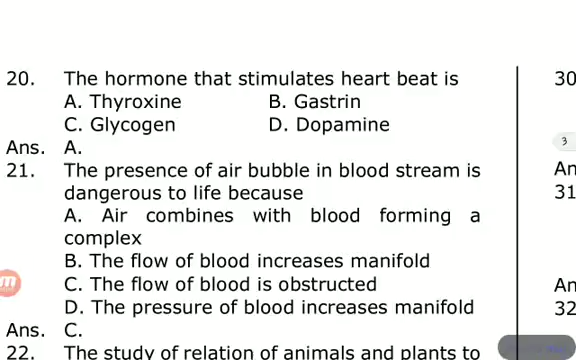 20. The hormone that stimulates heart beat is
A. Thyroxine B. Gastrin
C. Glycogen D. Dopamine
Ans. A.
21. The presence of air bubble in blood stream is
dangerous to life because
A. Air combines with blood forming a
complex
B. The flow of blood increases manifold
C. The flow of blood is obstructed
D. The pressure of blood increases manifold
Ans. C.
22. The study of relation of animals and plants to
30
3
An
31
An
32